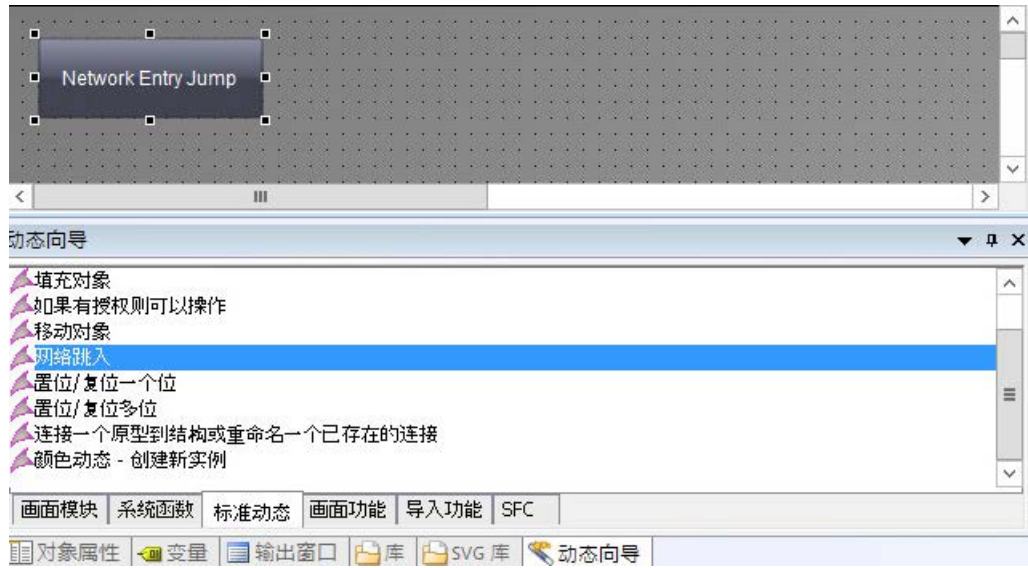 Network Entry Jump
动态向导
填充对象
如果有授权则可以操作
移动对象
网络跳入
置位/复位一个位
置位/复位多位
连接一个原型到结构或重命名一个已存在的连接
颜色动态 - 创建新实例
画面模块 系统函数 标准动态 画面功能 导入功能 SFC
对象属性 变量 输出窗口 库 SVG 库 动态向导